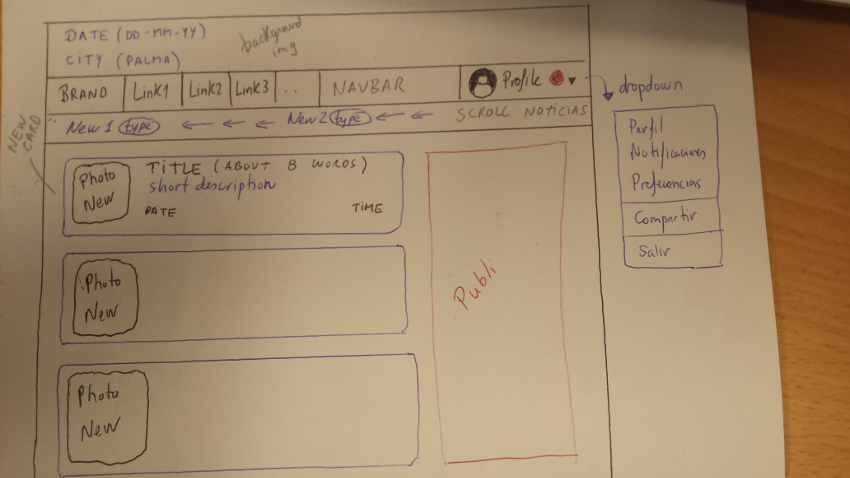 DATE (DD-MM-YY)
CITY (PALMA)
background
img
BRAND Link1 Link2 Link3 .. NAVBAR Profile
dropdown
New 1 type New2 type SCROLL NOTICIAS
NEW
CARD
Perfil
Notificaciones
Preferencias
Compartir
Salir
Photo
New
TITLE (ABOUT 8 WORDS)
short description
DATE TIME
Photo
New
Publi
Photo
New